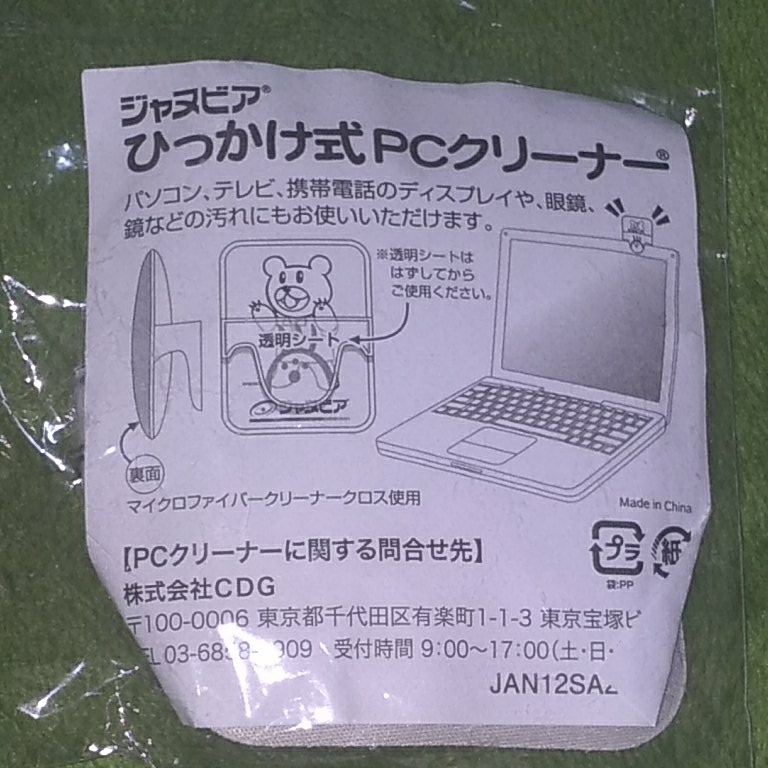 ジャヌビア®
ひっかけ式PCクリーナー®
パソコン、テレビ、携帯電話のディスプレイや、眼鏡、
鏡などの汚れにもお使いいただけます。
※透明シートは
はずしてから
ご使用ください。
透明シート
ジャヌビア
裏面
マイクロファイバークリーナークロス使用
Made in China
プラ
紙
袋:PP
【PCクリーナーに関する問合せ先】
株式会社CDG
〒100-0006 東京都千代田区有楽町1-1-3 東京宝塚ビ
受付時間 9:00〜17:00(土・日・
JAN12SA